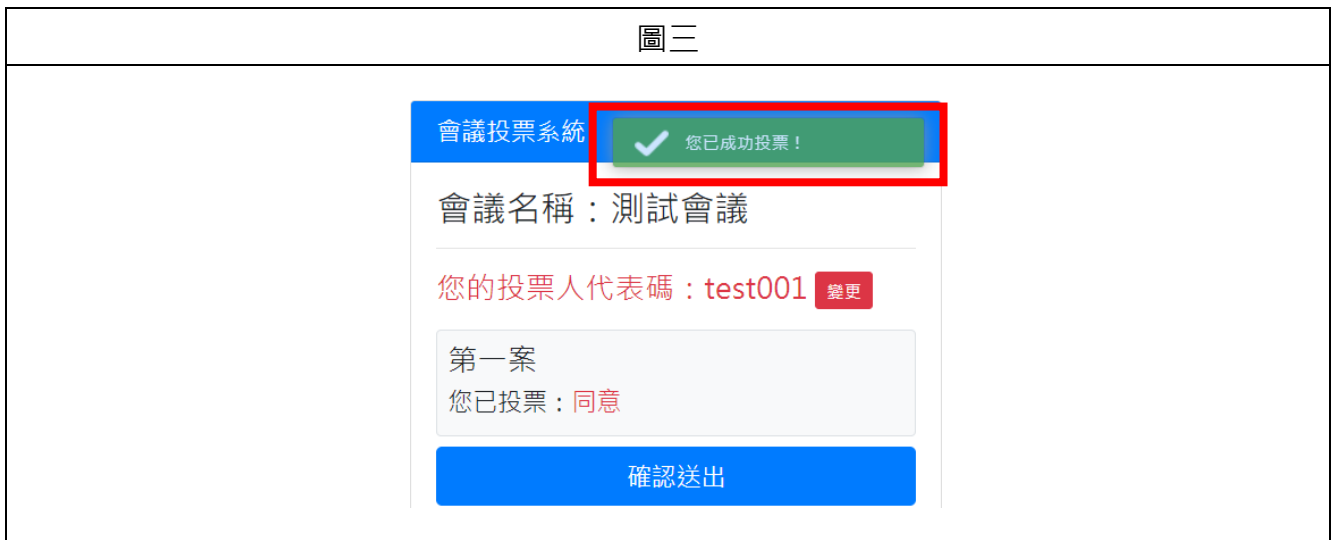 圖三
會議投票系統
您已成功投票！
會議名稱：測試會議
您的投票人代表碼：test001 變更
第一案
您已投票：同意
確認送出